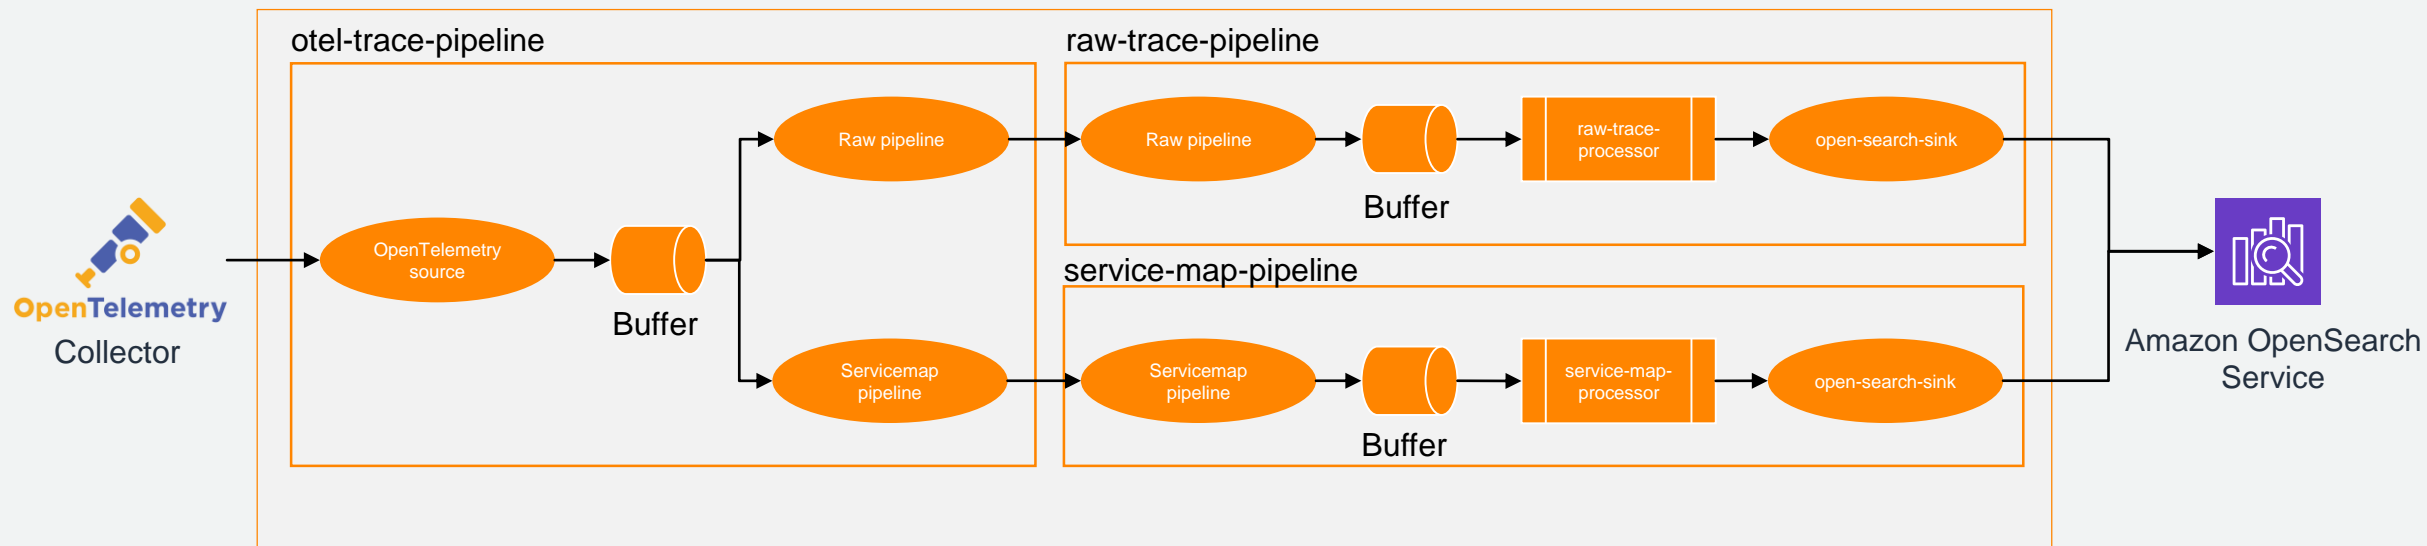 otel-trace-pipeline
raw-trace-pipeline
Raw pipeline
Raw pipeline
raw-trace-
processor
open-search-sink
Buffer
OpenTelemetry
source
Buffer
OpenTelemetry
Collector
service-map-pipeline
Servicemap
pipeline
Servicemap
pipeline
service-map-
processor
open-search-sink
Buffer
Amazon OpenSearch
Service